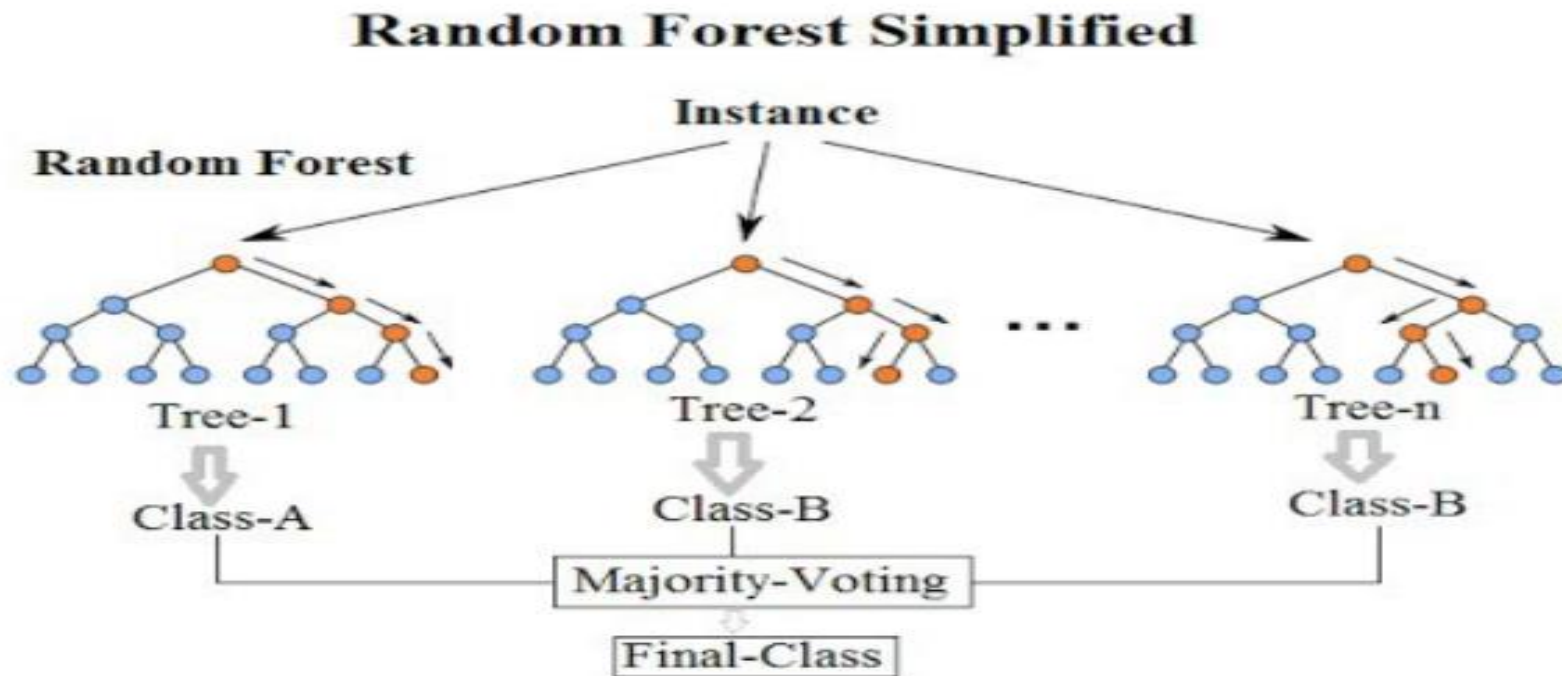 Random Forest Simplified
Instance
Random Forest
...
Tree-1 Tree-2 Tree-n
Class-A Class-B Class-B
Majority-Voting
Final-Class